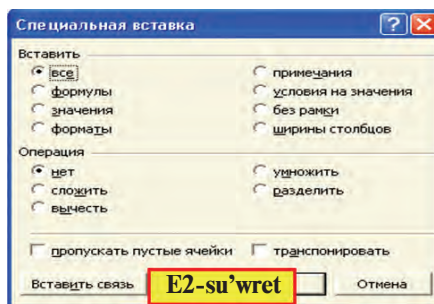 Специальная вставка
Вставить
все
примечания
формулы
условия на значения
значения
без рамки
форматы
ширины столбцов
Операция
нет
умножить
сложить
разделить
вычесть
пропускать пустые ячейки
транспонировать
Вставить связь
E2-su'wret
Отмена